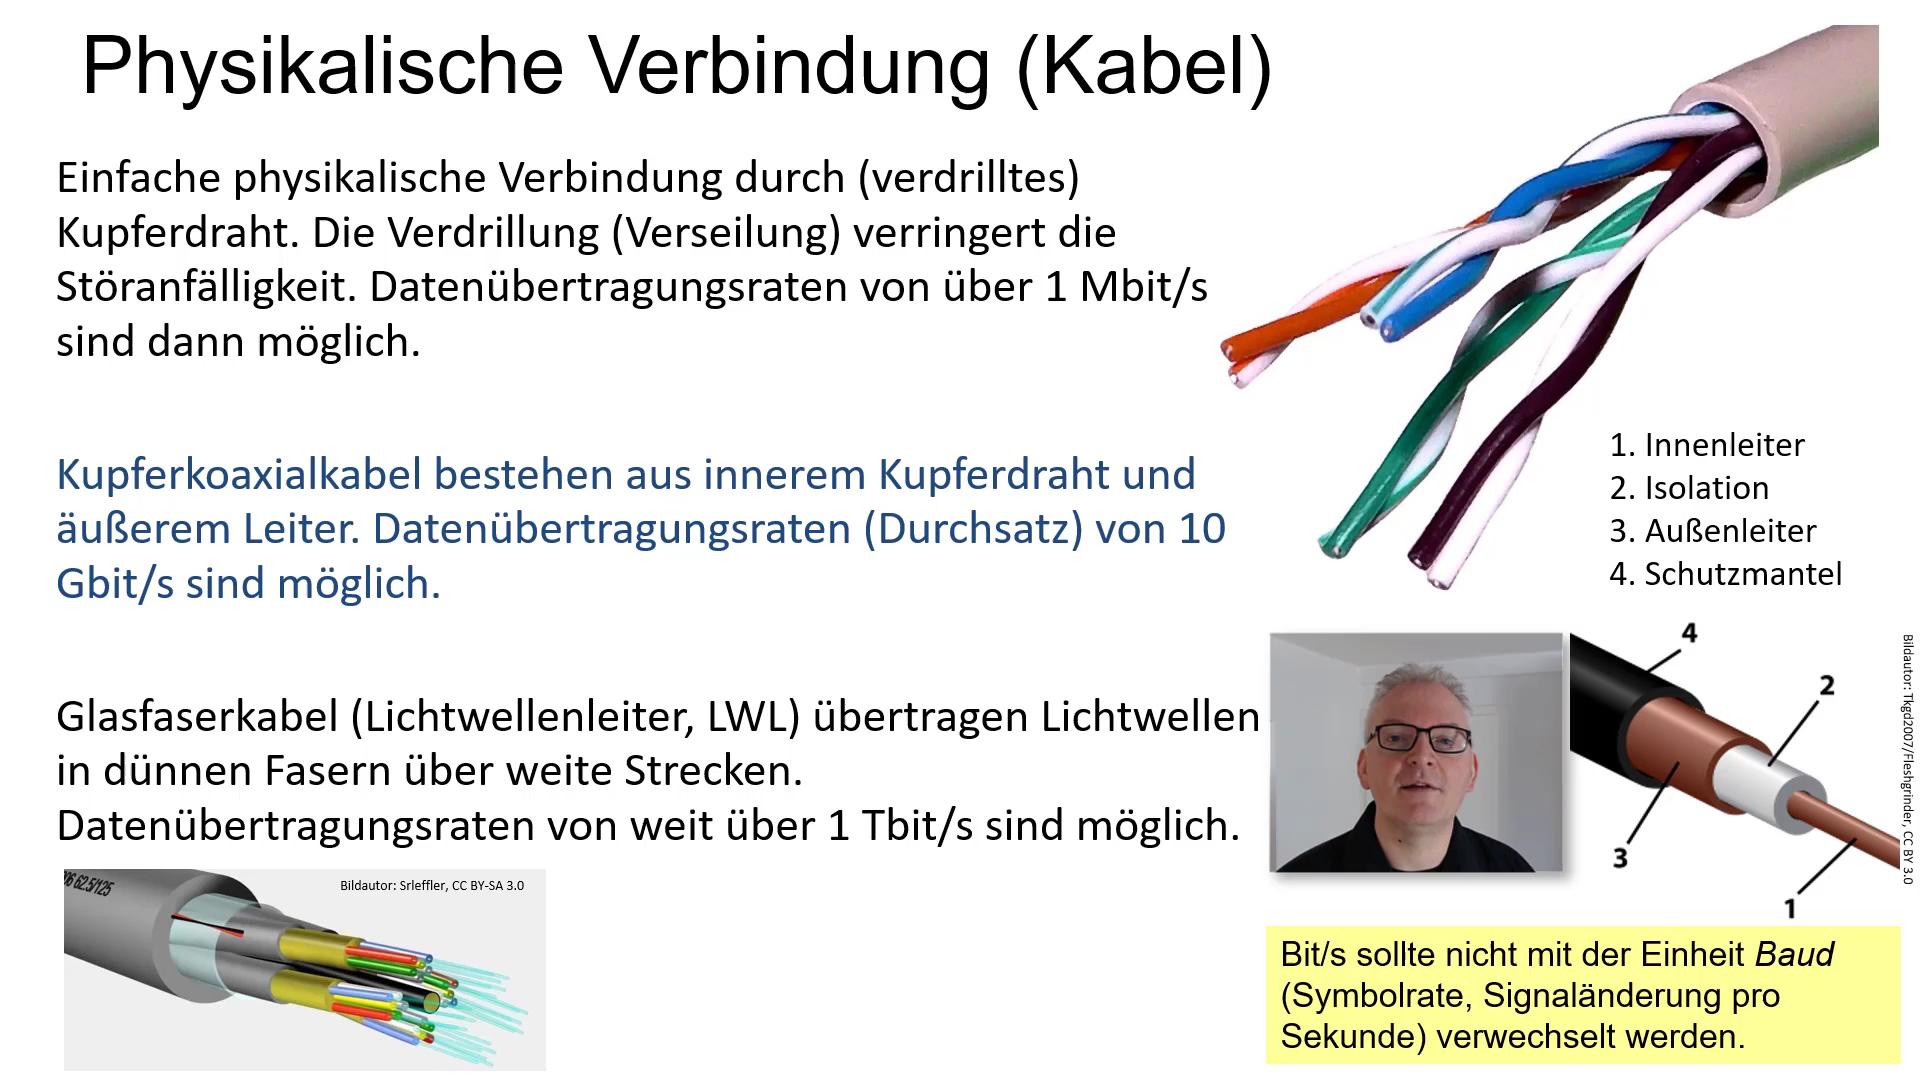 Physikalische Verbindung (Kabel)
Einfache physikalische Verbindung durch (verdrilltes)
Kupferdraht. Die Verdrillung (Verseilung) verringert die
Störanfälligkeit. Datenübertragungsraten von über 1 Mbit/s
sind dann möglich.
Kupferkoaxialkabel bestehen aus innerem Kupferdraht und
äußerem Leiter. Datenübertragungsraten (Durchsatz) von 10
Gbit/s sind möglich.
Glasfaserkabel (Lichtwellenleiter, LWL) übertragen Lichtwellen
in dünnen Fasern über weite Strecken.
Datenübertragungsraten von weit über 1 Tbit/s sind möglich.
1. Innenleiter
2. Isolation
3. Außenleiter
4. Schutzmantel
4
2
3
1
Bildautor: Tkgd2007/Fleshgrinder, CC BY 3.0
62.5/125
Bildautor: Srleffler, CC BY-SA 3.0
Bit/s sollte nicht mit der Einheit Baud
(Symbolrate, Signaländerung pro
Sekunde) verwechselt werden.